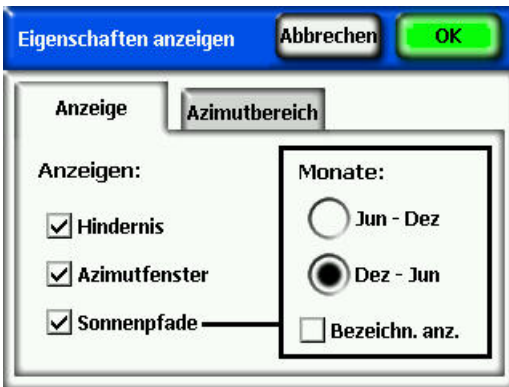 Eigenschaften anzeigen
Abbrechen
OK
Anzeige
Azimutbereich
Anzeigen:
Hindernis
Azimutfenster
Sonnenpfade
Monate:
Jun - Dez
Dez - Jun
Bezeichn. anz.